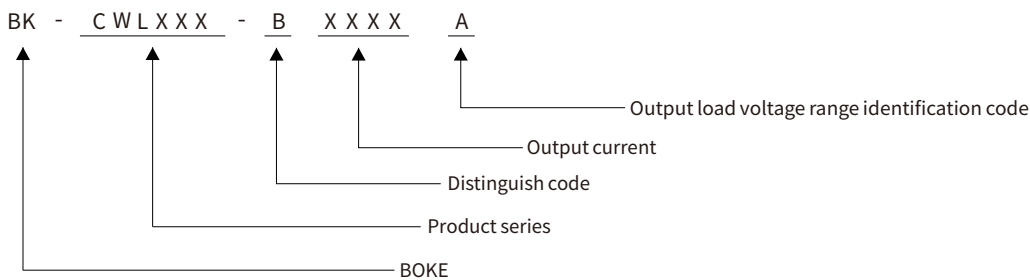 BK - CWLXXX - B XXXX A
Output load voltage range identification code
Output current
Distinguish code
Product series
BOKE